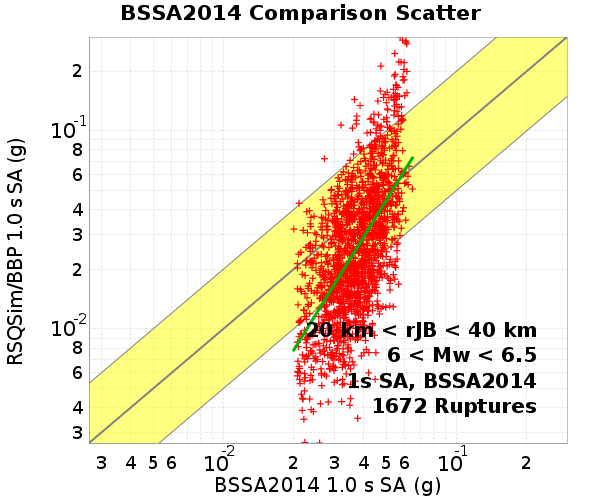 BSSA2014 Comparison Scatter
RSQSim/BBP 1.0 s SA (g)
2
10-1
8
6
4
3
2
10-2
8
6
4
3
20 km < rJB < 40 km
6 < Mw < 6.5
1s SA, BSSA2014
1672 Ruptures
3 4 5 6 10-2 2 3 4 5 6 10-1 2
BSSA2014 1.0 s SA (g)